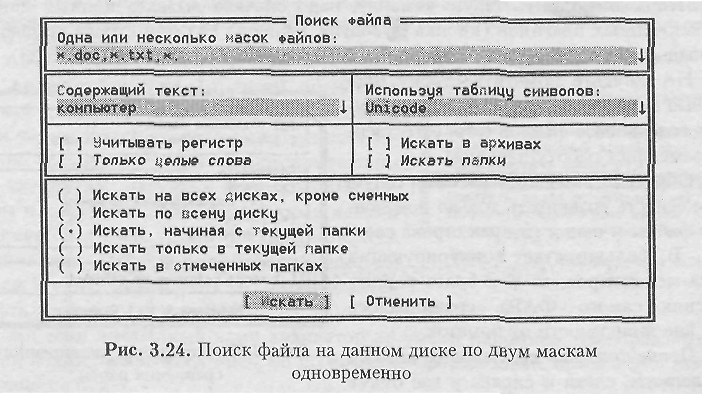 Поиск файла
Одна или несколько масок файлов:
*.doc,*.txt,*.
Содержащий текст:
компьютер
Используя таблицу символов:
Unicode
[ ] Учитывать регистр
[ ] Только целые слова
[ ] Искать в архивах
[ ] Искать папки
( ) Искать на всех дисках, кроме сменных
( ) Искать по всему диску
(•) Искать, начиная с текущей папки
( ) Искать только в текущей папке
( ) Искать в отмеченных папках
[ Искать ] [ Отменить ]
Рис. 3.24. Поиск файла на данном диске по двум маскам
одновременно